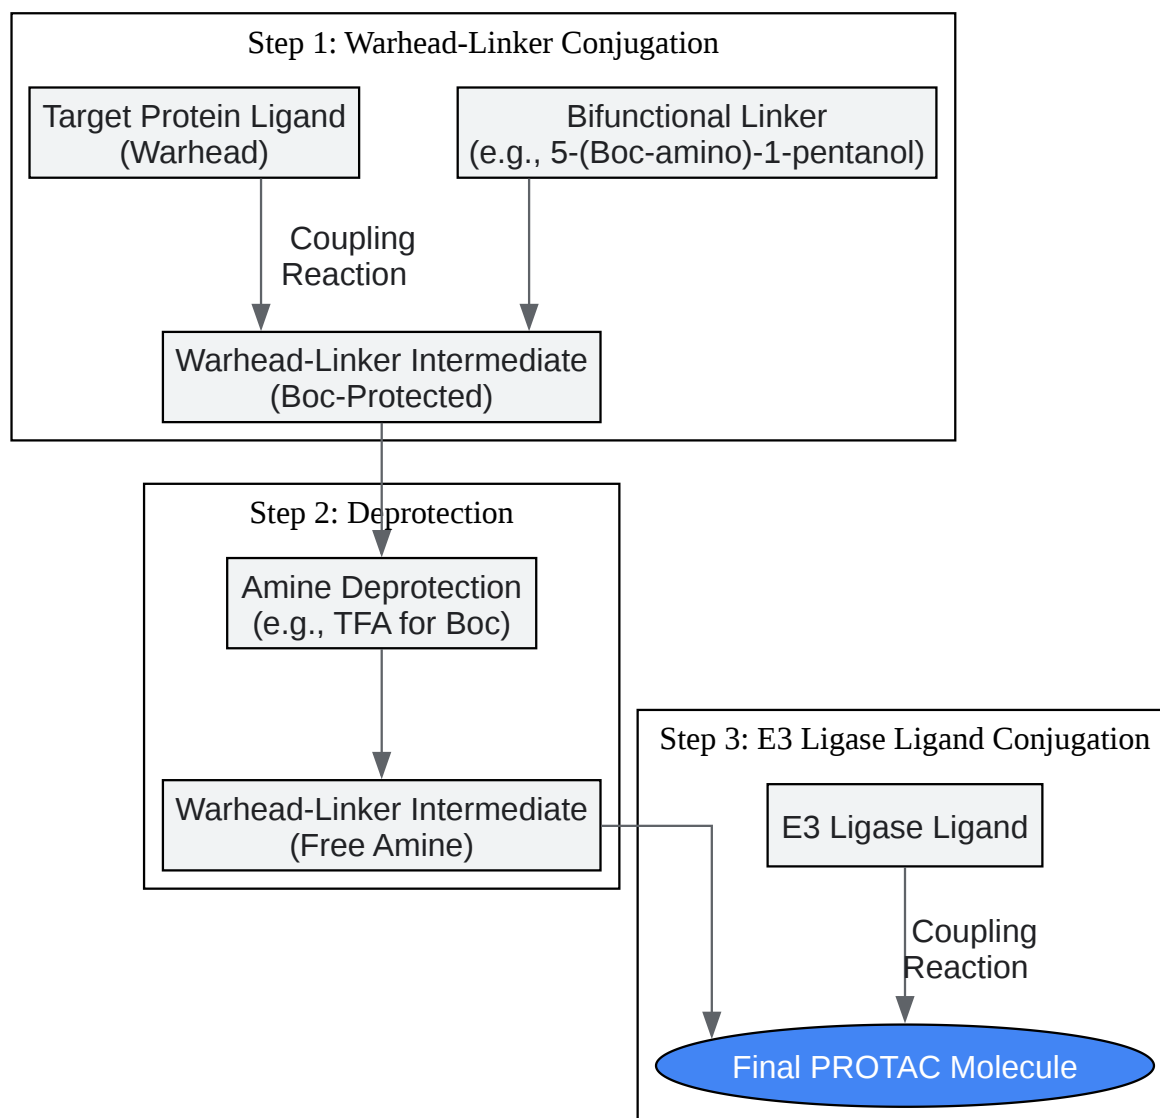 Step 1: Warhead-Linker Conjugation
Target Protein Ligand
(Warhead)
Bifunctional Linker
(e.g., 5-(Boc-amino)-1-pentanol)
Coupling
Reaction
Warhead-Linker Intermediate
(Boc-Protected)
Step 2: Deprotection
Amine Deprotection
(e.g., TFA for Boc)
Warhead-Linker Intermediate
(Free Amine)
Step 3: E3 Ligase Ligand Conjugation
E3 Ligase Ligand
Coupling
Reaction
Final PROTAC Molecule